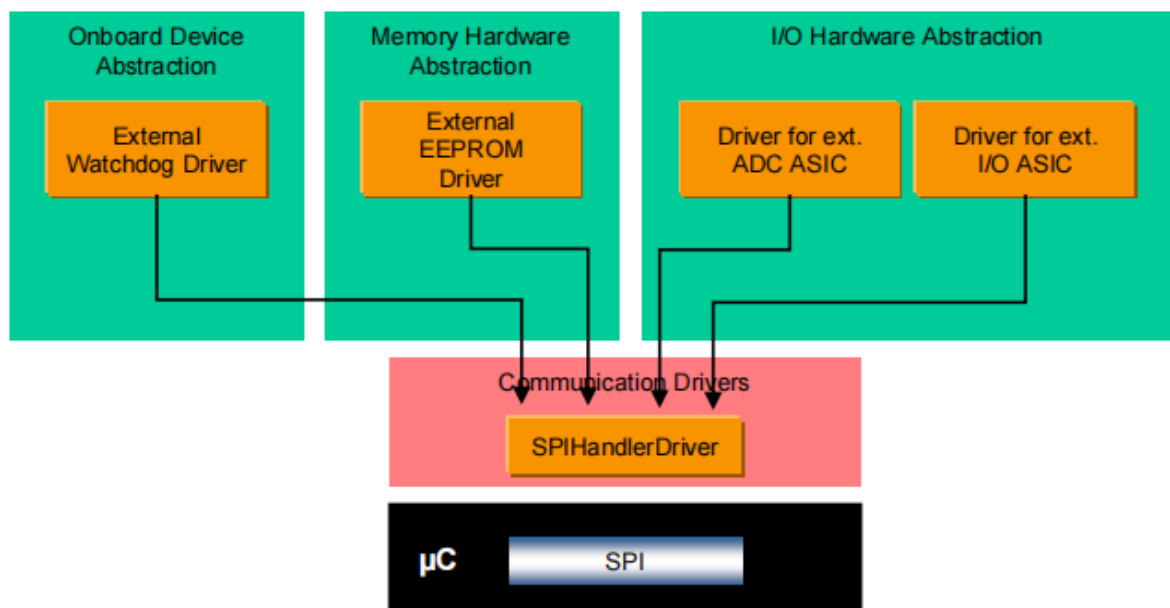 Onboard Device
Abstraction
External
Watchdog Driver
Memory Hardware
Abstraction
External
EEPROM
Driver
I/O Hardware Abstraction
Driver for ext.
ADC ASIC
Driver for ext.
I/O ASIC
Communication Drivers
SPIHandlerDriver
µC
SPI